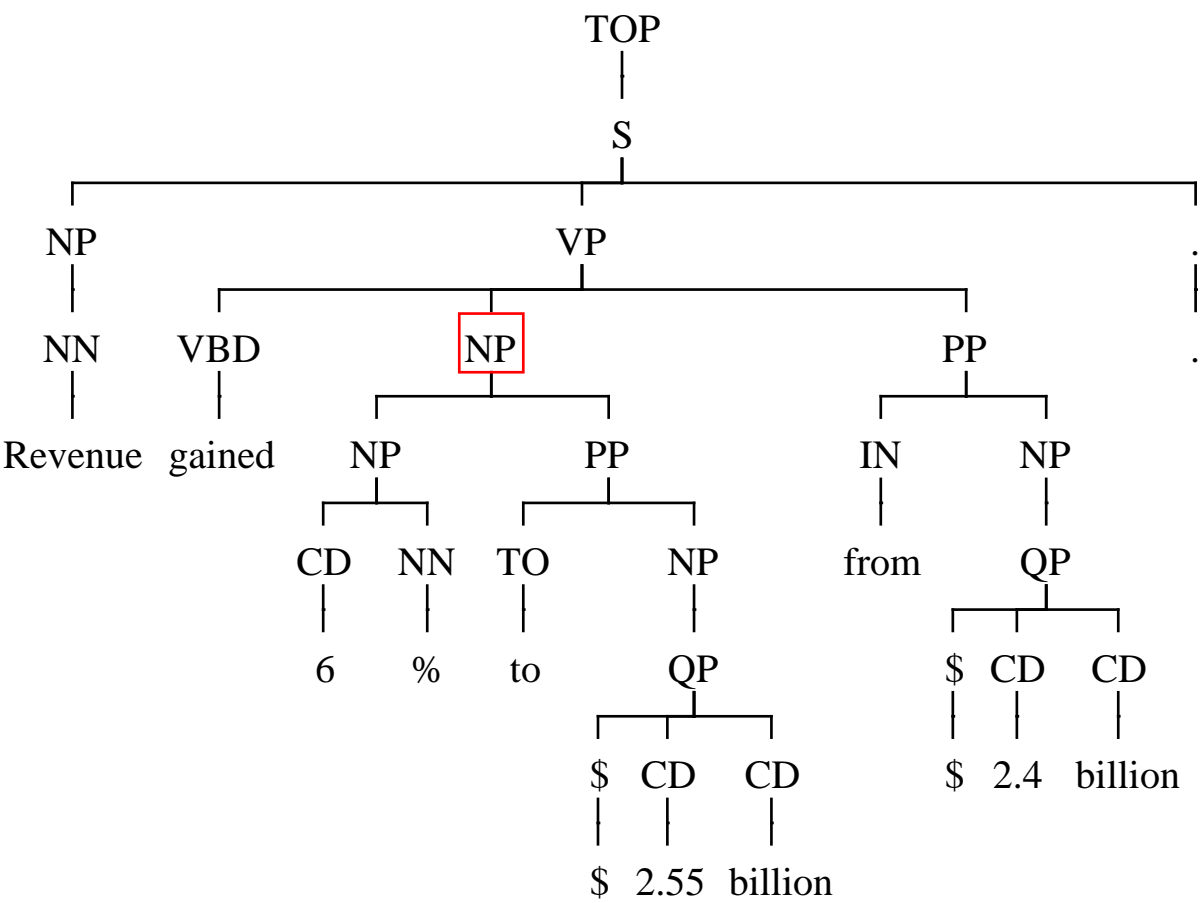 TOP
S
NP VP .
NN VBD NP PP .
Revenue gained NP PP IN NP
CD NN TO NP from QP
6 % to QP $ CD CD
$ CD CD $ 2.4 billion
$ 2.55 billion